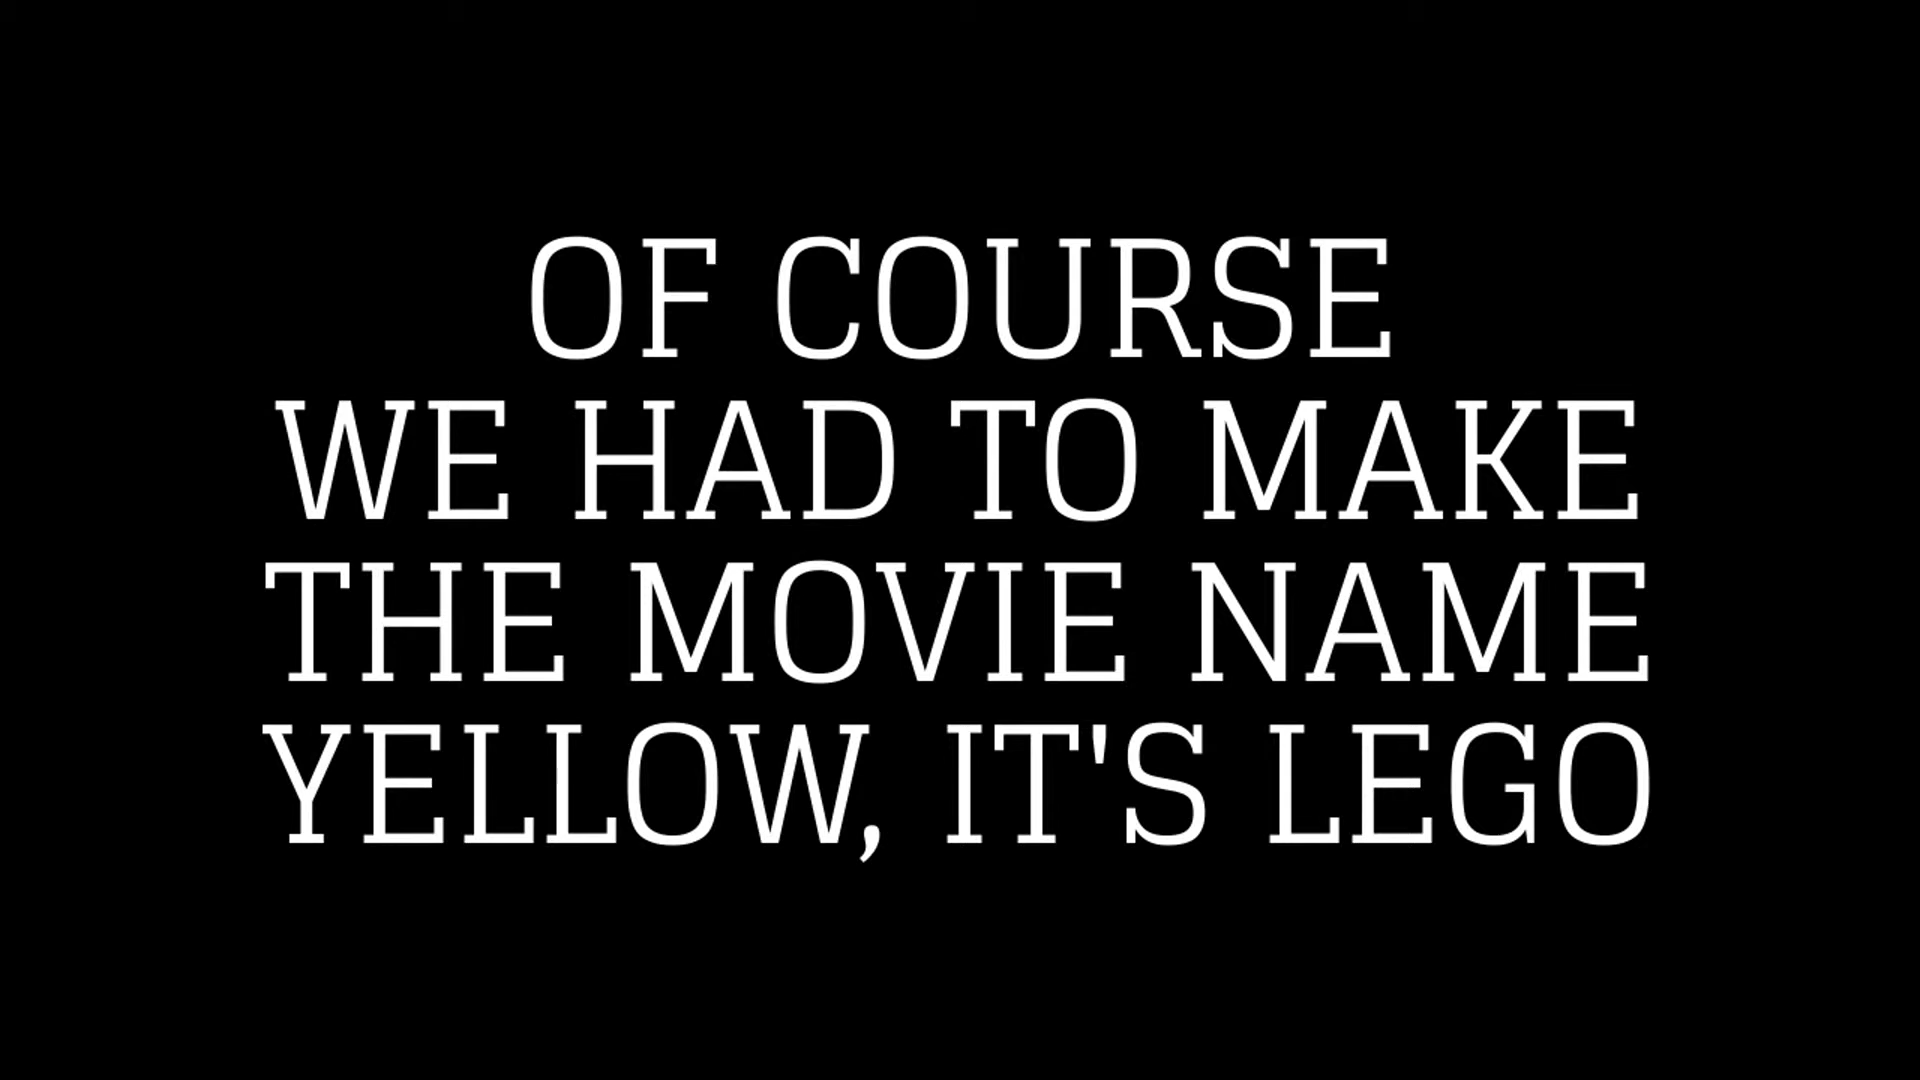 OF COURSE
WE HAD TO MAKE
THE MOVIE NAME
YELLOW, IT'S LEGO